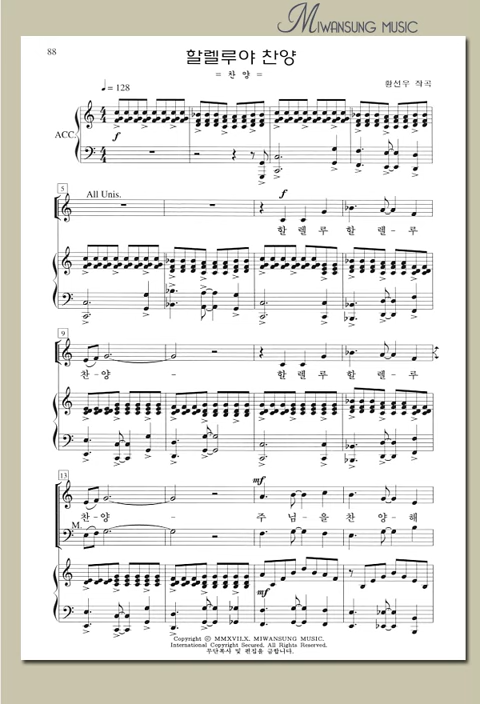 MIWANSUNG MUSIC
88
할렐루야 찬양
= 찬 양 =
황선우 작곡
♩ = 128
ACC.
f
5
All Unis.
f
할 렐 루 할 렐 - 루
9
찬 - 양 - 할 렐 루 할 렐 - 루
13
mf
찬 - 양 - 주 님 - 을 찬 양 - 해
M.
mf
Copyright ⓒ MMXVILX. MIWANSUNG MUSIC.
International Copyright Secured. All Rights Reserved.
무단복사 및 편집을 금합니다.